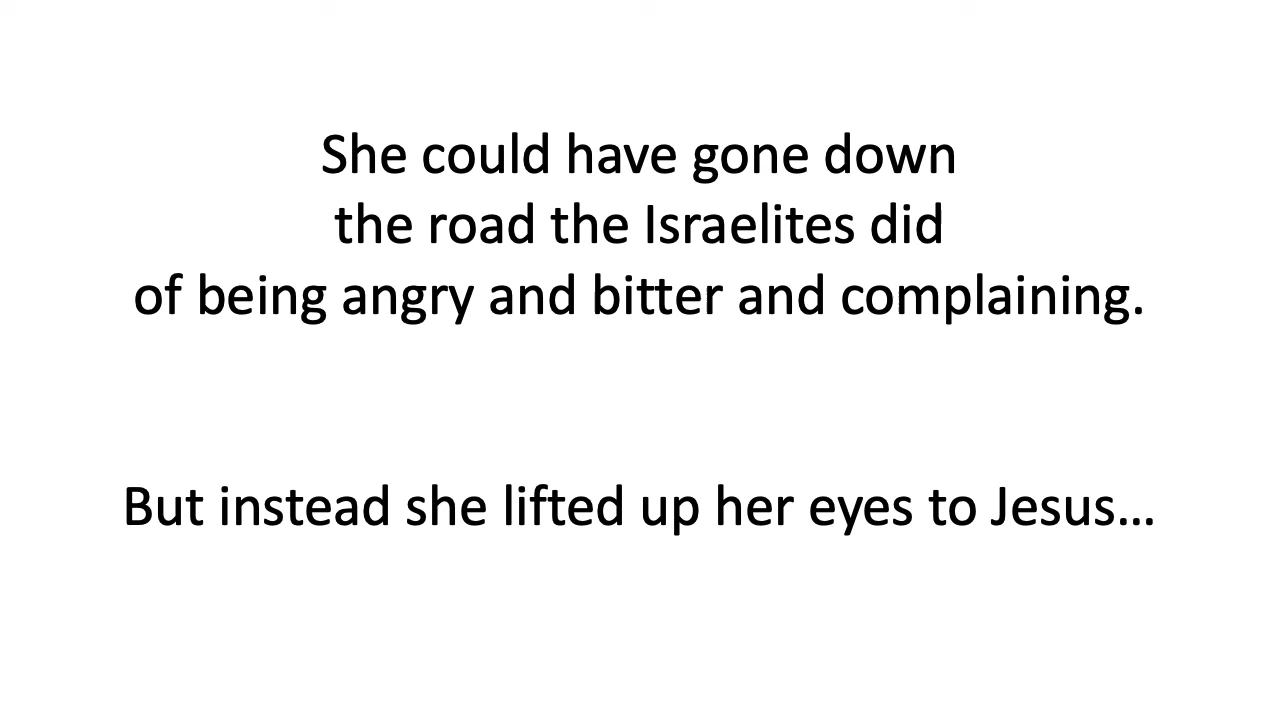 She could have gone down
the road the Israelites did
of being angry and bitter and complaining.
But instead she lifted up her eyes to Jesus…